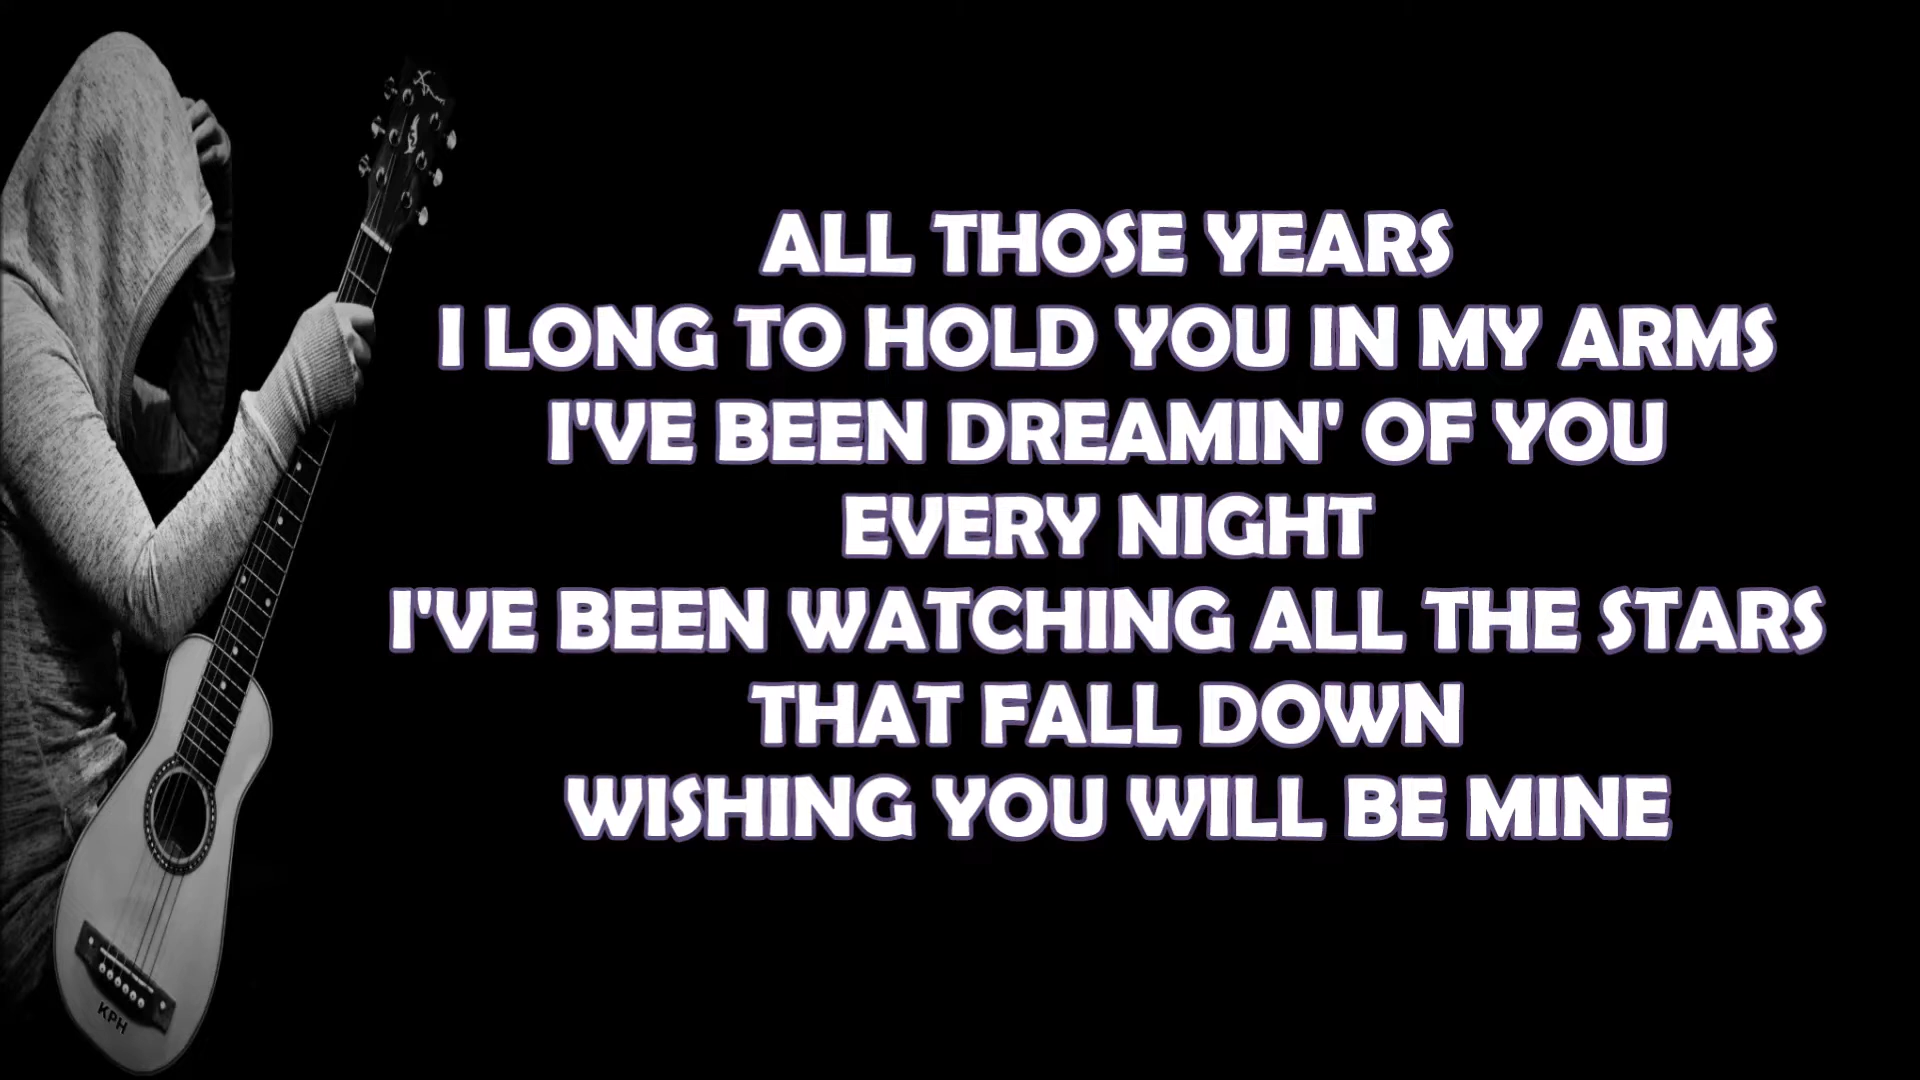 ALL THOSE YEARS
I LONG TO HOLD YOU IN MY ARMS
I'VE BEEN DREAMIN' OF YOU
EVERY NIGHT
I'VE BEEN WATCHING ALL THE STARS
THAT FALL DOWN
WISHING YOU WILL BE MINE
KPH